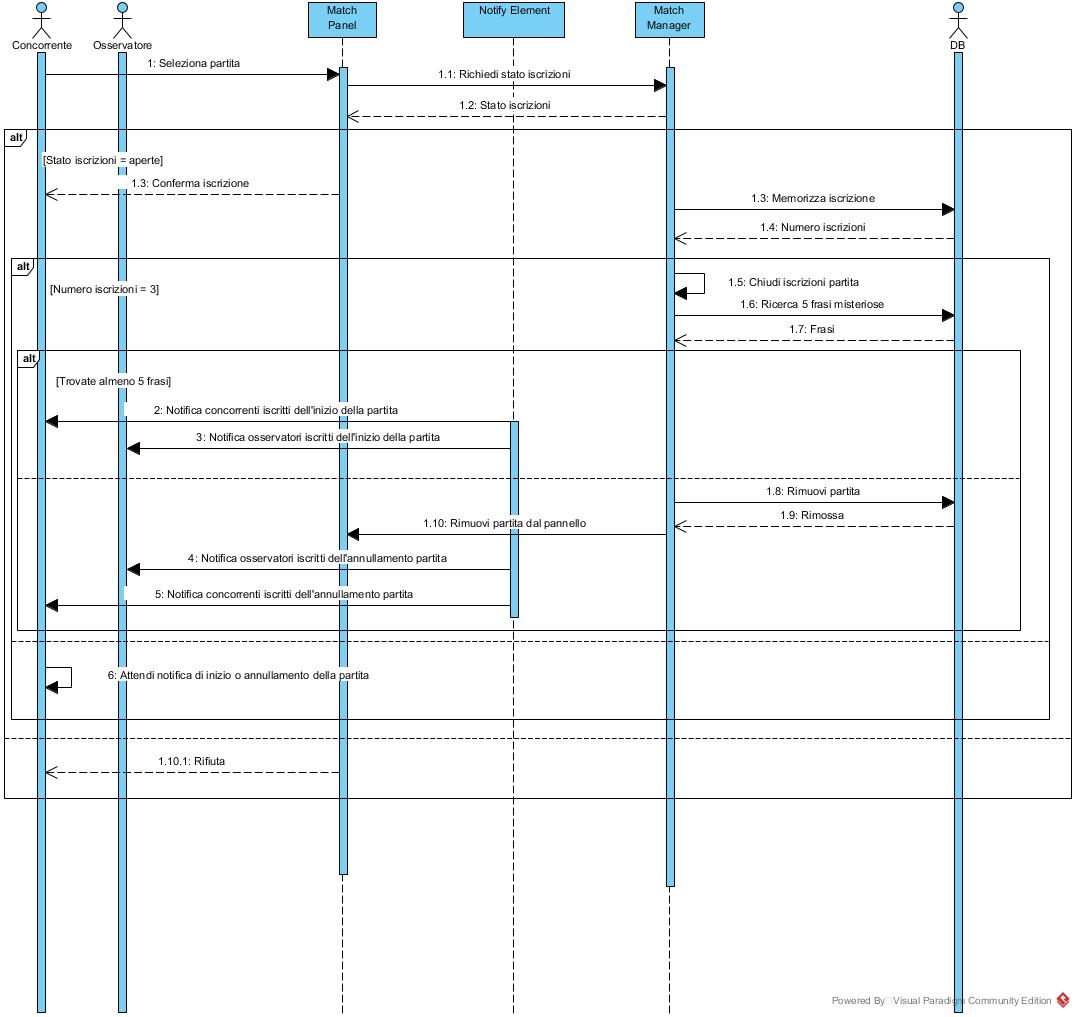 Concorrente
Osservatore
Match
Panel
Notify Element
Match
Manager
DB
1: Seleziona partita
1.1: Richiedi stato iscrizioni
1.2: Stato iscrizioni
alt
[Stato iscrizioni = aperte]
1.3: Conferma iscrizione
1.3: Memorizza iscrizione
1.4: Numero iscrizioni
alt
[Numero iscrizioni = 3]
1.5: Chiudi iscrizioni partita
1.6: Ricerca 5 frasi misteriose
1.7: Frasi
alt
[Trovate almeno 5 frasi]
2: Notifica concorrenti iscritti dell'inizio della partita
3: Notifica osservatori iscritti dell'inizio della partita
1.8: Rimuovi partita
1.9: Rimossa
1.10: Rimuovi partita dal pannello
4: Notifica osservatori iscritti dell'annullamento partita
5: Notifica concorrenti iscritti dell'annullamento partita
6: Attendi notifica di inizio o annullamento della partita
1.10.1: Rifiuta
Powered By Visual Paradigm Community Edition